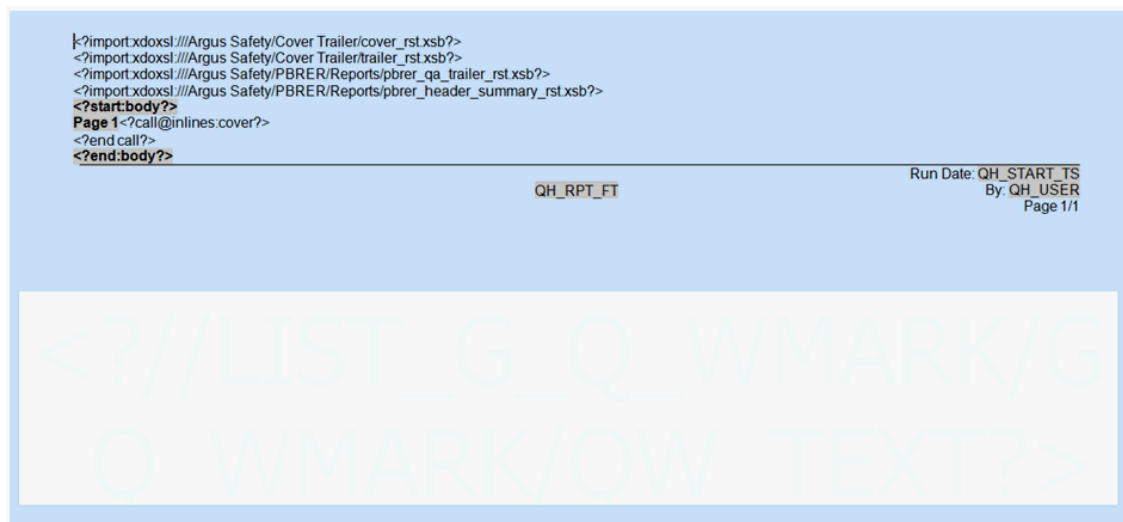 <?import:xdoxsl:///Argus Safety/Cover Trailer/cover_rst.xsb?>
<?import:xdoxsl:///Argus Safety/Cover Trailer/trailer_rst.xsb?>
<?import:xdoxsl:///Argus Safety/PBRER/Reports/pbrer_qa_trailer_rst.xsb?>
<?import:xdoxsl:///Argus Safety/PBRER/Reports/pbrer_header_summary_rst.xsb?>
<?start:body?>
Page 1<?call@inlines:cover?>
<?end call?>
<?end:body?>
Run Date: QH_START_TS
QH_RPT_FT By: QH_USER
Page 1/1
<?//LIST_G_Q_WMARK/G
Q_WMARK/QW_TEXT?>